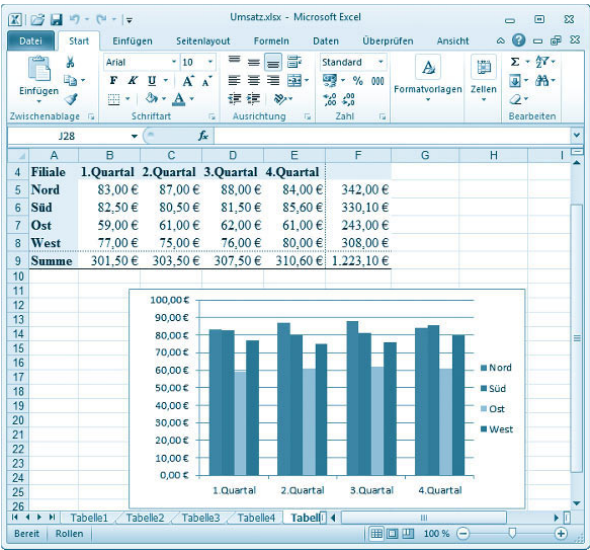 Umsatz.xlsx - Microsoft Excel
Datei Start Einfügen Seitenlayout Formeln Daten Überprüfen Ansicht
Einfügen
Arial 10
F K U A A
Standard
% 000
Formatvorlagen Zellen
Zwischenablage Schriftart Ausrichtung Zahl Bearbeiten
J28 fx
A B C D E F G H I
4 Filiale 1.Quartal 2.Quartal 3.Quartal 4.Quartal
5 Nord 83,00 € 87,00 € 88,00 € 84,00 € 342,00 €
6 Süd 82,50 € 80,50 € 81,50 € 85,60 € 330,10 €
7 Ost 59,00 € 61,00 € 62,00 € 61,00 € 243,00 €
8 West 77,00 € 75,00 € 76,00 € 80,00 € 308,00 €
9 Summe 301,50 € 303,50 € 307,50 € 310,60 € 1.223,10 €
10
11
12
13
14
15
16
17
18
19
20
21
22
23
24
25
26
100,00 €
90,00 €
80,00 €
70,00 €
60,00 €
50,00 €
40,00 €
30,00 €
20,00 €
10,00 €
0,00 €
1.Quartal 2.Quartal 3.Quartal 4.Quartal
Nord
Süd
Ost
West
Tabelle1 Tabelle2 Tabelle3 Tabelle4 Tabell
Bereit Rollen 100 %